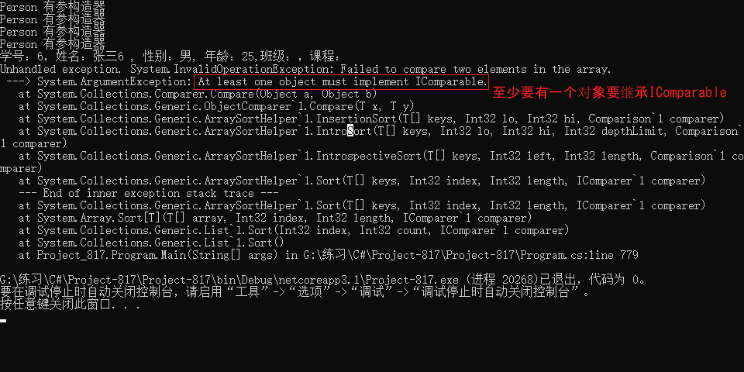 Person 有参构造器
Person 有参构造器
Person 有参构造器
Person 有参构造器
学号: 6, 姓名: 张三6 , 性别: 男, 年龄: 25,班级: , 课程:
Unhandled exception. System.InvalidOperationException: Failed to compare two elements in the array.
---> System.ArgumentException: At least one object must implement IComparable.
至少要有一个对象要继承IComparable
at System.Collections.Comparer.Compare(Object a, Object b)
at System.Collections.Generic.ObjectComparer`1.Compare(T x, T y)
at System.Collections.Generic.ArraySortHelper`1.InsertionSort(T[] keys, Int32 lo, Int32 hi, Comparison`1 comparer)
at System.Collections.Generic.ArraySortHelper`1.IntroSort(T[] keys, Int32 lo, Int32 hi, Int32 depthLimit, Comparison`
1 comparer)
at System.Collections.Generic.ArraySortHelper`1.IntrospectiveSort(T[] keys, Int32 left, Int32 length, Comparison`1 co
mparer)
at System.Collections.Generic.ArraySortHelper`1.Sort(T[] keys, Int32 index, Int32 length, IComparer`1 comparer)
--- End of inner exception stack trace ---
at System.Collections.Generic.ArraySortHelper`1.Sort(T[] keys, Int32 index, Int32 length, IComparer`1 comparer)
at System.Array.Sort[T](T[] array, Int32 index, Int32 length, IComparer`1 comparer)
at System.Collections.Generic.List`1.Sort(Int32 index, Int32 count, IComparer`1 comparer)
at System.Collections.Generic.List`1.Sort()
at Project_817.Program.Main(String[] args) in G:\练习\C#\Project-817\Project-817\Program.cs:line 779
G:\练习\C#\Project-817\Project-817\bin\Debug\netcoreapp3.1\Project-817.exe (进程 20268)已退出，代码为 0。
要在调试停止时自动关闭控制台，请启用“工具”->“选项”->“调试”->“调试停止时自动关闭控制台”。
按任意键关闭此窗口. . .